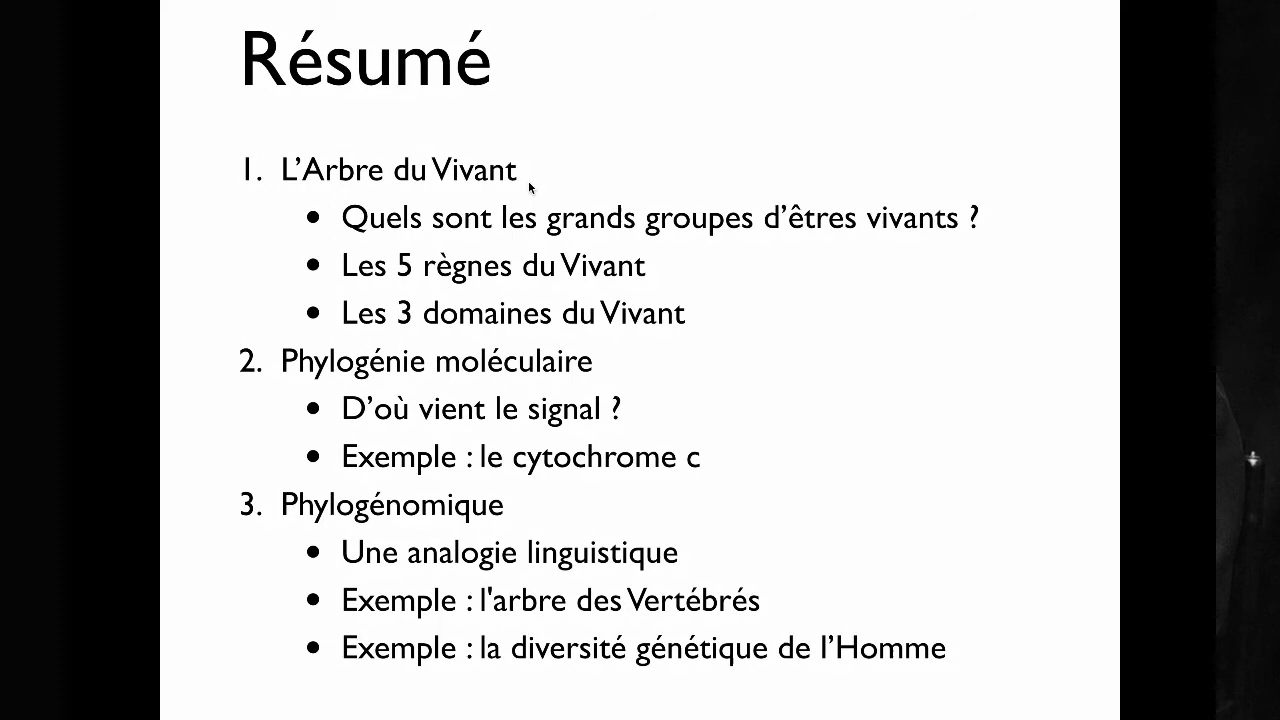 Résumé
1. L’Arbre du Vivant
• Quels sont les grands groupes d’êtres vivants ?
• Les 5 règnes du Vivant
• Les 3 domaines du Vivant
2. Phylogénie moléculaire
• D’où vient le signal ?
• Exemple : le cytochrome c
3. Phylogénomique
• Une analogie linguistique
• Exemple : l'arbre des Vertébrés
• Exemple : la diversité génétique de l’Homme